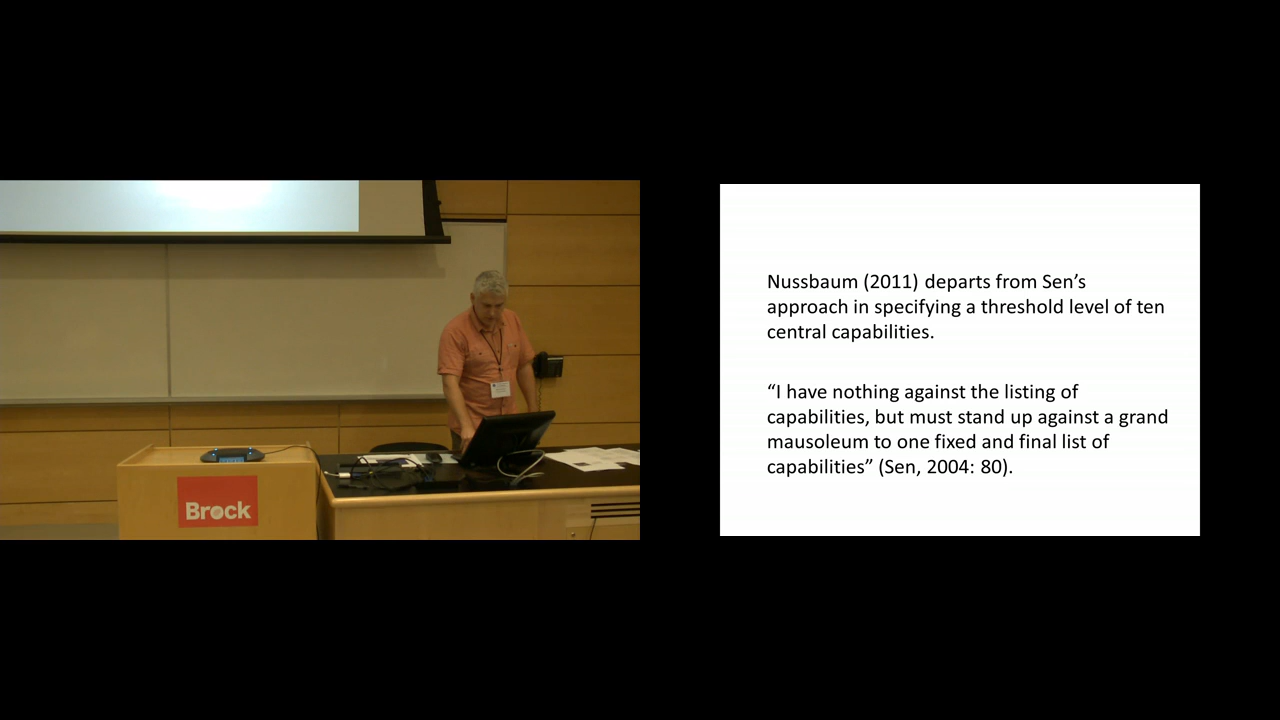 Brock
Nussbaum (2011) departs from Sen’s
approach in specifying a threshold level of ten
central capabilities.
“I have nothing against the listing of
capabilities, but must stand up against a grand
mausoleum to one fixed and final list of
capabilities” (Sen, 2004: 80).